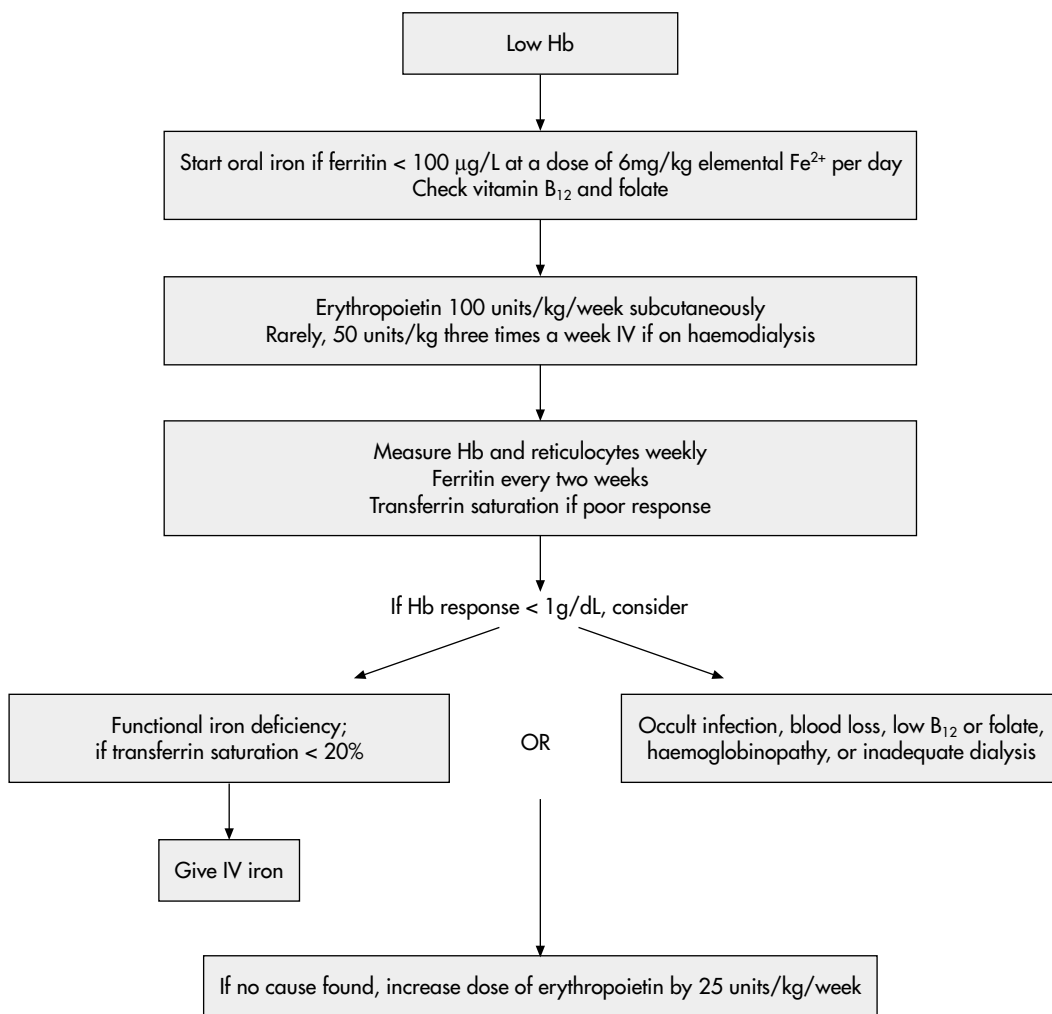 Low Hb
Start oral iron if ferritin < 100 µg/L at a dose of 6mg/kg elemental Fe²⁺ per day
Check vitamin B₁₂ and folate
Erythropoietin 100 units/kg/week subcutaneously
Rarely, 50 units/kg three times a week IV if on haemodialysis
Measure Hb and reticulocytes weekly
Ferritin every two weeks
Transferrin saturation if poor response
If Hb response < 1g/dL, consider
Functional iron deficiency;
if transferrin saturation < 20%
OR
Occult infection, blood loss, low B₁₂ or folate,
haemoglobinopathy, or inadequate dialysis
Give IV iron
If no cause found, increase dose of erythropoietin by 25 units/kg/week